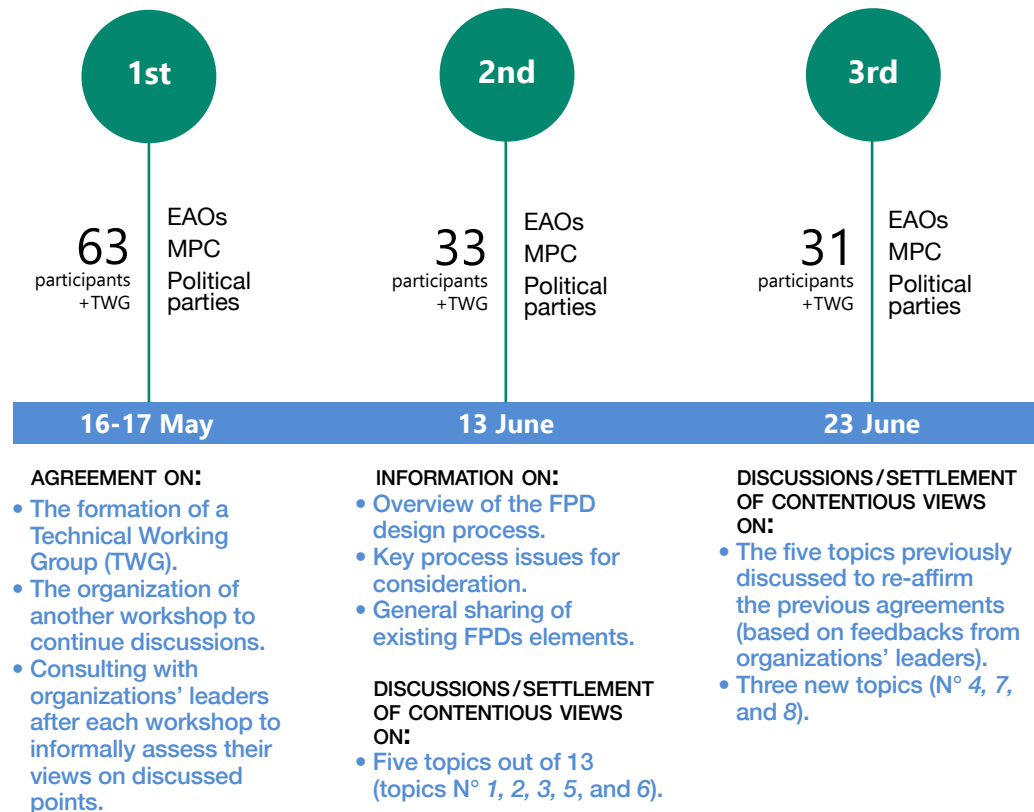 1st
63
participants
+TWG
EAOs
MPC
Political
parties
16-17 May
AGREEMENT ON:
• The formation of a
Technical Working
Group (TWG).
• The organization of
another workshop to
continue discussions.
• Consulting with
organizations’ leaders
after each workshop to
informally assess their
views on discussed
points.
2nd
33
participants
+TWG
EAOs
MPC
Political
parties
13 June
INFORMATION ON:
• Overview of the FPD
design process.
• Key process issues for
consideration.
• General sharing of
existing FPDs elements.
DISCUSSIONS/SETTLEMENT
OF CONTENTIOUS VIEWS
ON:
• Five topics out of 13
(topics N° 1, 2, 3, 5, and 6).
3rd
31
participants
+TWG
EAOs
MPC
Political
parties
23 June
DISCUSSIONS/SETTLEMENT
OF CONTENTIOUS VIEWS
ON:
• The five topics previously
discussed to re-affirm
the previous agreements
(based on feedbacks from
organizations’ leaders).
• Three new topics (N° 4, 7,
and 8).